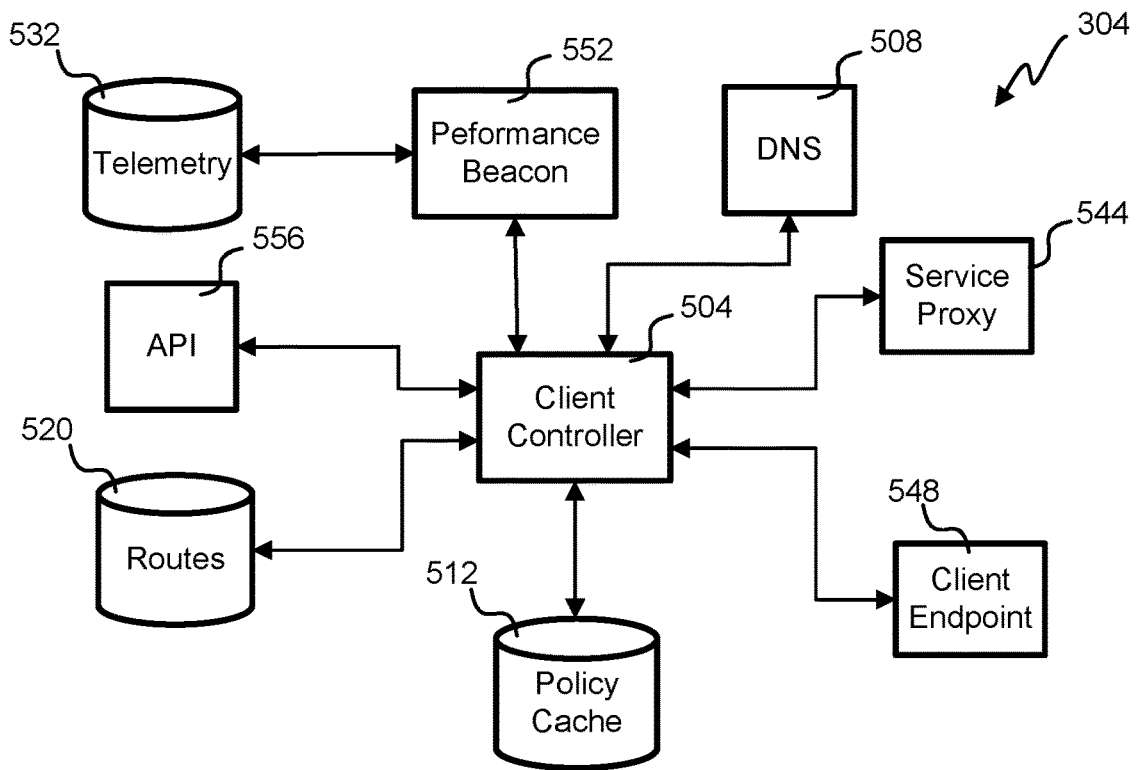 532
552
508
304
Telemetry
Peformance
Beacon
DNS
544
556
Service
Proxy
API
504
Client
Controller
520
548
Routes
512
Client
Endpoint
Policy
Cache